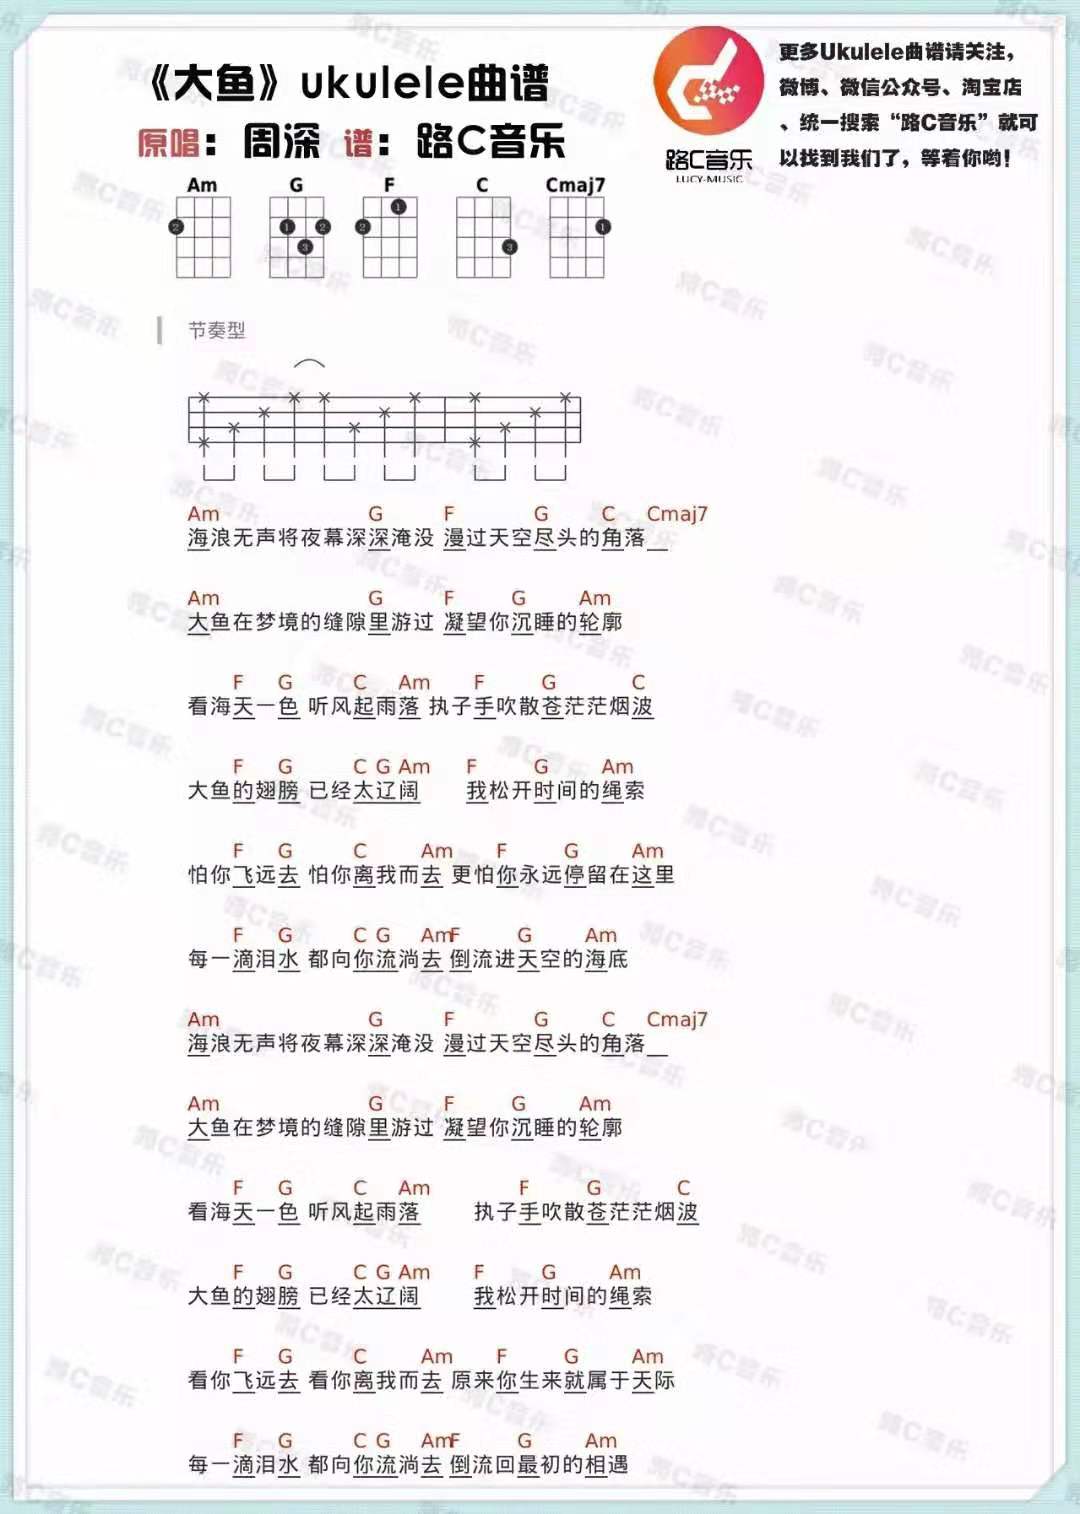 《大鱼》ukulele曲谱
原唱：周深 谱：路C音乐
更多Ukulele曲谱请关注，
微博、微信公众号、淘宝店
、统一搜索“路C音乐”就可
以找到我们了，等着你哟！
路C音乐
LUCY-MUSIC
Am G F C Cmaj7
2 1 2 3 2 1 3 1
节奏型
Am G F G C Cmaj7
海浪无声将夜幕深深淹没 漫过天空尽头的角落
Am G F G Am
大鱼在梦境的缝隙里游过 凝望你沉睡的轮廓
F G C Am F G C
看海天一色 听风起雨落 执子手吹散苍茫茫烟波
F G C G Am F G Am
大鱼的翅膀 已经太辽阔 我松开时间的绳索
F G C Am F G Am
怕你飞远去 怕你离我而去 更怕你永远停留在这里
F G C G Am F G Am
每一滴泪水 都向你流淌去 倒流进天空的海底
Am G F G C Cmaj7
海浪无声将夜幕深深淹没 漫过天空尽头的角落
Am G F G Am
大鱼在梦境的缝隙里游过 凝望你沉睡的轮廓
F G C Am F G C
看海天一色 听风起雨落 执子手吹散苍茫茫烟波
F G C G Am F G Am
大鱼的翅膀 已经太辽阔 我松开时间的绳索
F G C Am F G Am
看你飞远去 看你离我而去 原来你生来就属于天际
F G C G Am F G Am
每一滴泪水 都向你流淌去 倒流回最初的相遇